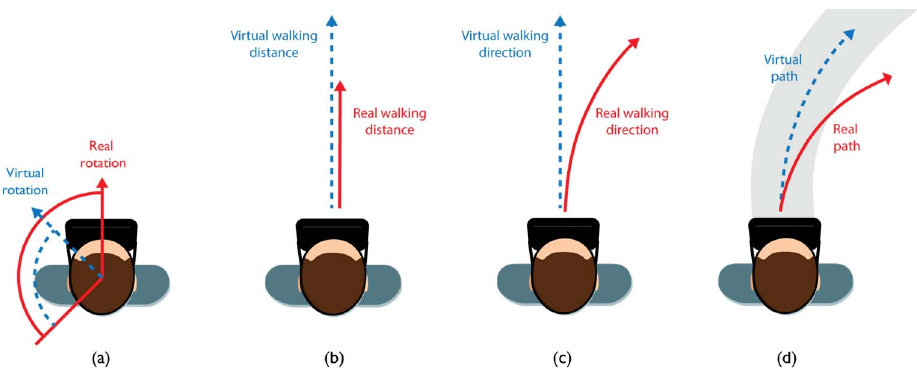 Real
rotation
Virtual
rotation
(a)
Virtual walking
distance
Real walking
distance
(b)
Virtual walking
direction
Real walking
direction
(c)
Virtual
path
Real
path
(d)